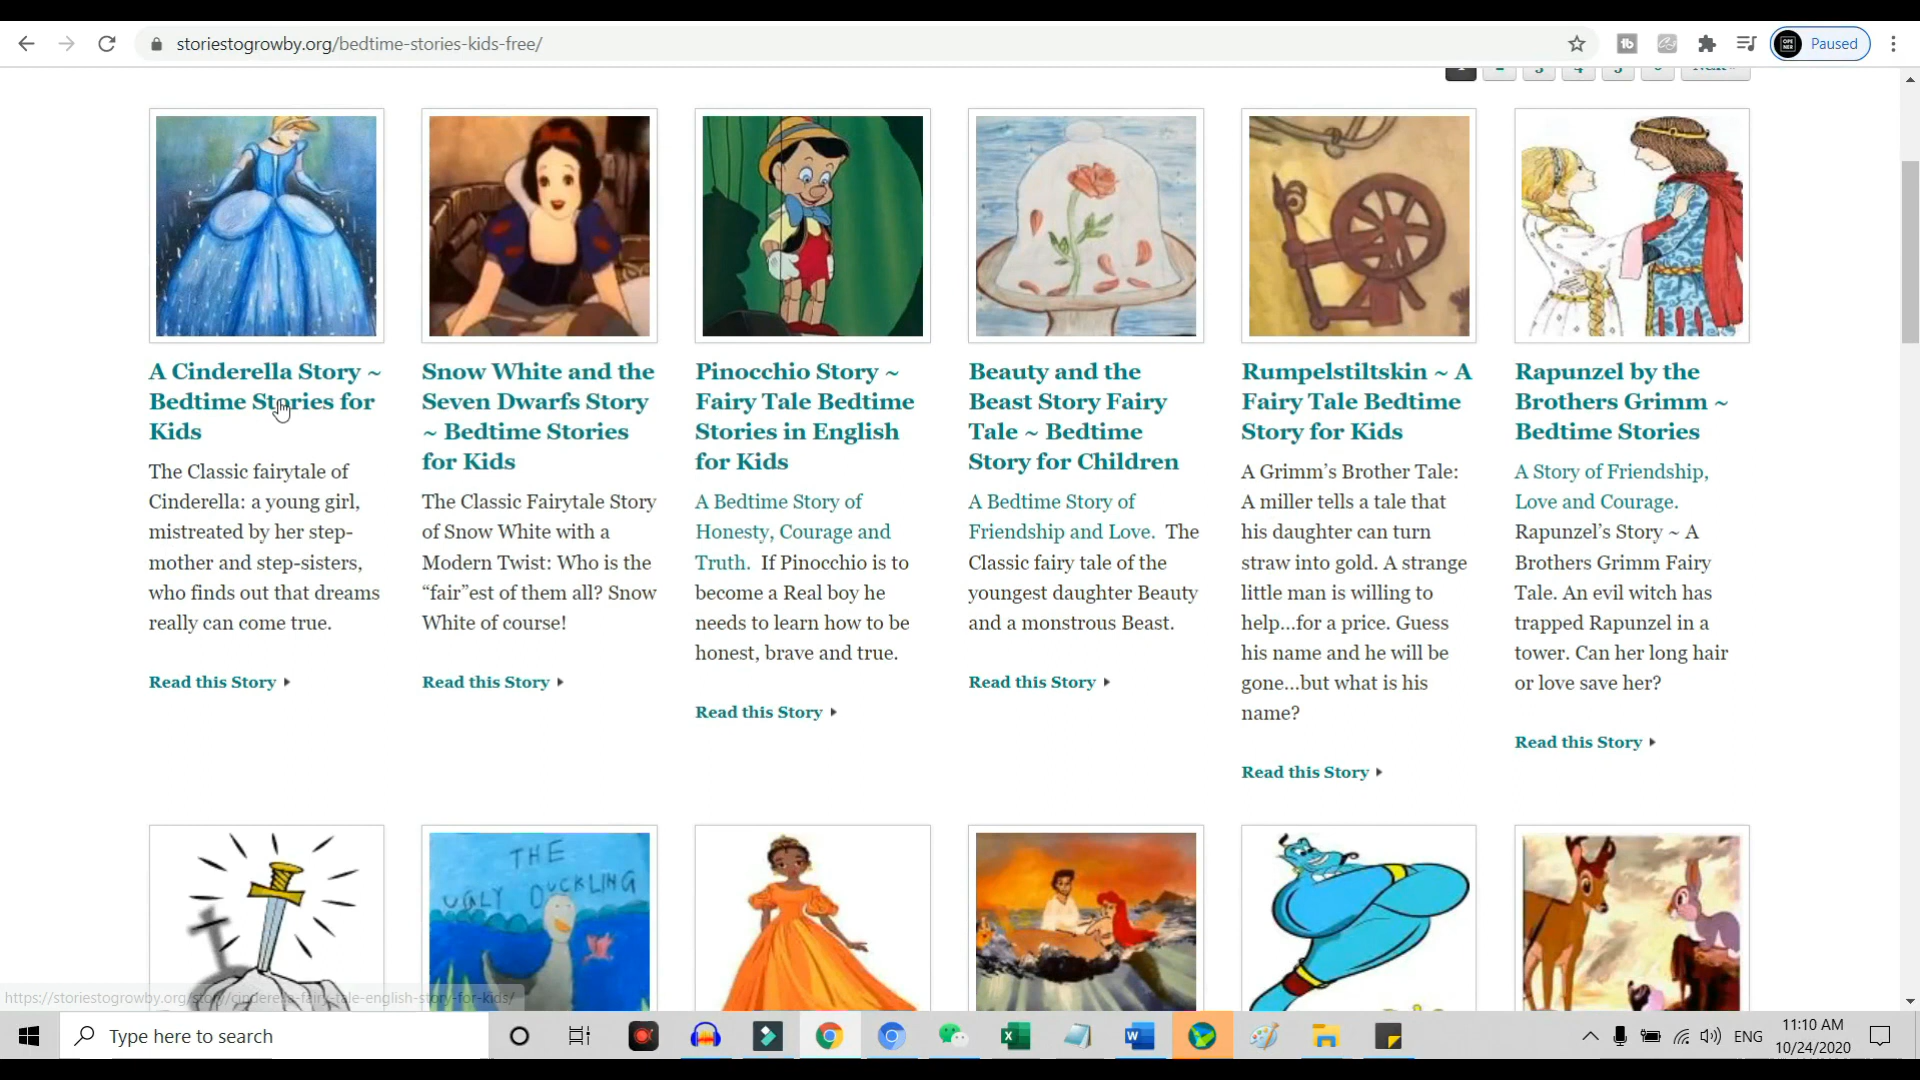 storiestogrowby.org/bedtime-stories-kids-free/
Paused
A Cinderella Story ~
Bedtime Stories for
Kids
The Classic fairytale of
Cinderella: a young girl,
mistreated by her step-
mother and step-sisters,
who finds out that dreams
really can come true.
Read this Story
Snow White and the
Seven Dwarfs Story
~ Bedtime Stories
for Kids
The Classic Fairytale Story
of Snow White with a
Modern Twist: Who is the
“fair”est of them all? Snow
White of course!
Read this Story
Pinocchio Story ~
Fairy Tale Bedtime
Stories in English
for Kids
A Bedtime Story of
Honesty, Courage and
Truth. If Pinocchio is to
become a Real boy he
needs to learn how to be
honest, brave and true.
Read this Story
Beauty and the
Beast Story Fairy
Tale ~ Bedtime
Story for Children
A Bedtime Story of
Friendship and Love. The
Classic fairy tale of the
youngest daughter Beauty
and a monstrous Beast.
Read this Story
Rumpelstiltskin ~ A
Fairy Tale Bedtime
Story for Kids
A Grimm’s Brother Tale:
A miller tells a tale that
his daughter can turn
straw into gold. A strange
little man is willing to
help...for a price. Guess
his name and he will be
gone...but what is his
name?
Read this Story
Rapunzel by the
Brothers Grimm ~
Bedtime Stories
A Story of Friendship,
Love and Courage.
Rapunzel’s Story ~ A
Brothers Grimm Fairy
Tale. An evil witch has
trapped Rapunzel in a
tower. Can her long hair
or love save her?
Read this Story
THE
UGLY DUCKLING
https://storiestogrowby.org/story/cinderella-fairy-tale-english-story-for-kids/
Type here to search
ENG
11:10 AM
10/24/2020